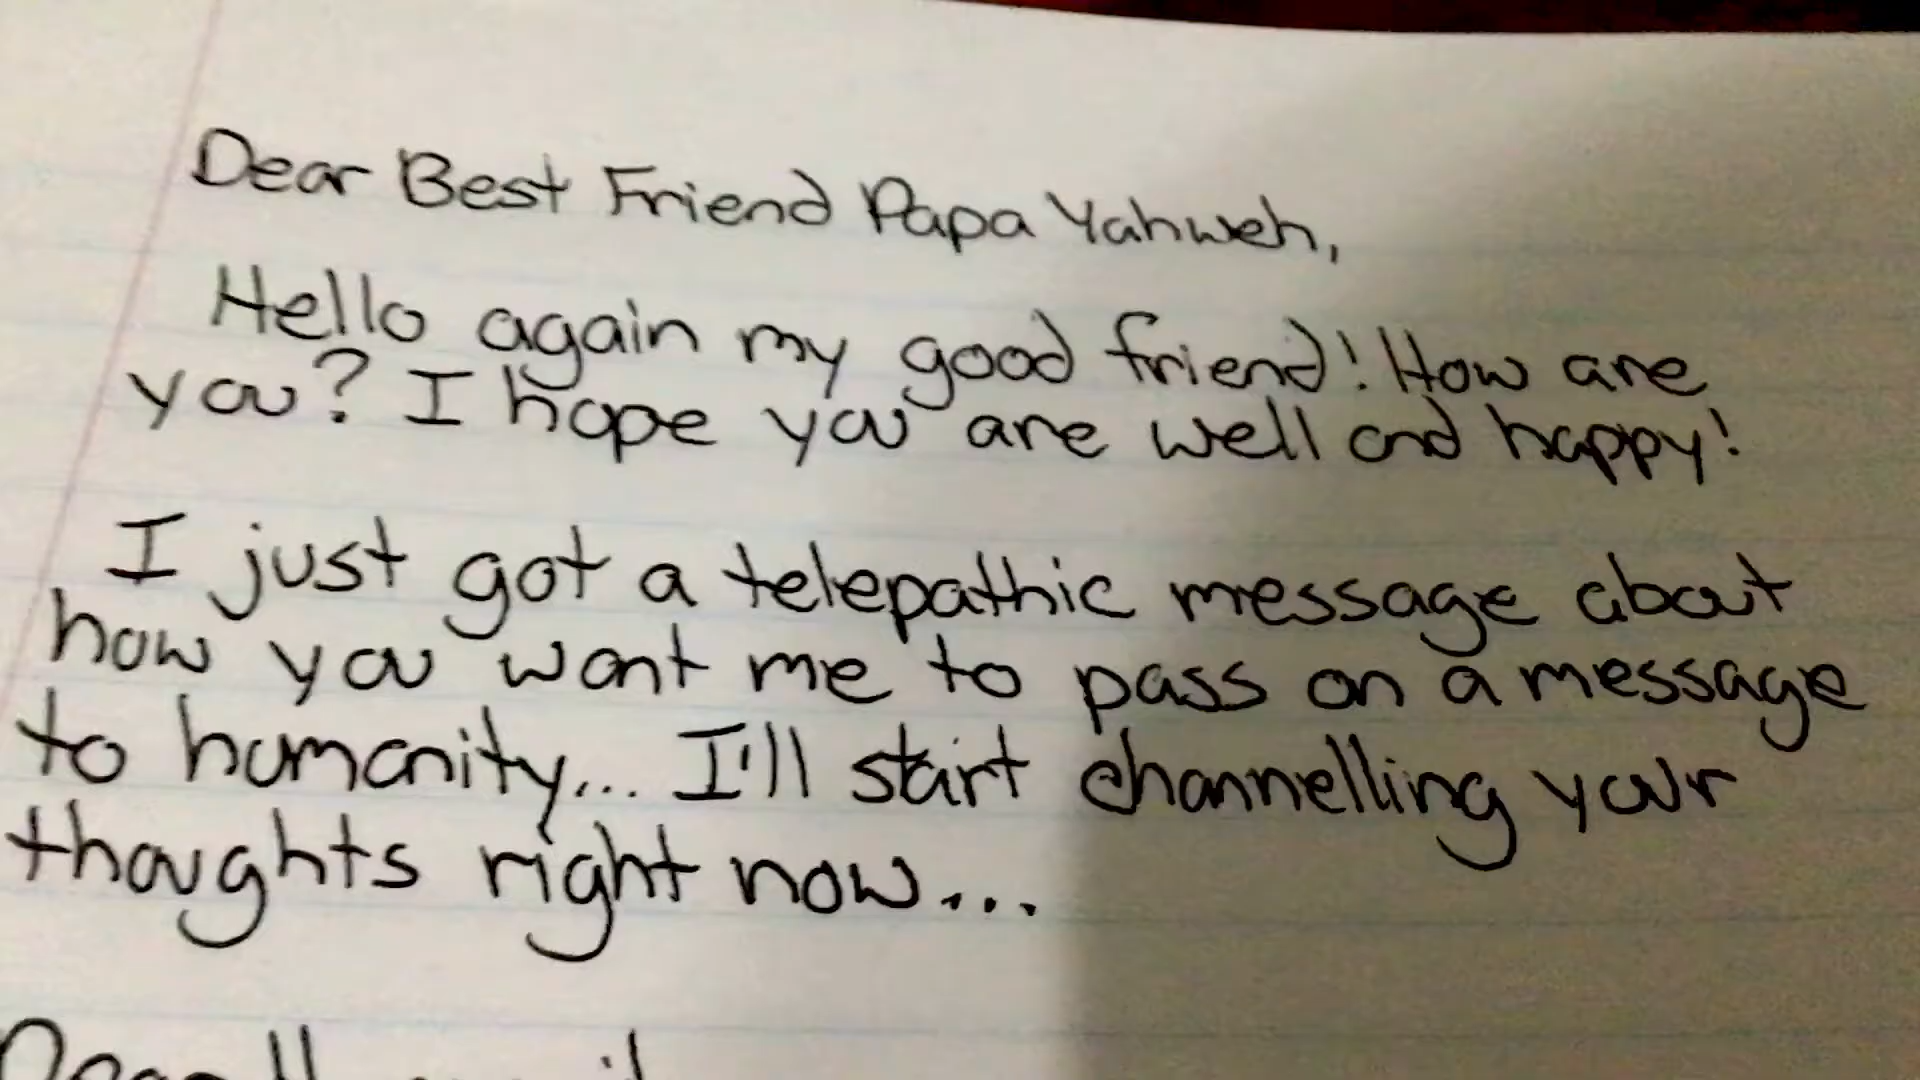 Dear Best Friend Papa Yahweh,
Hello again my good friend! How are
you? I hope you are well and happy!
I just got a telepathic message about
how you want me to pass on a message
to humanity... I'll start channelling your
thoughts right now...